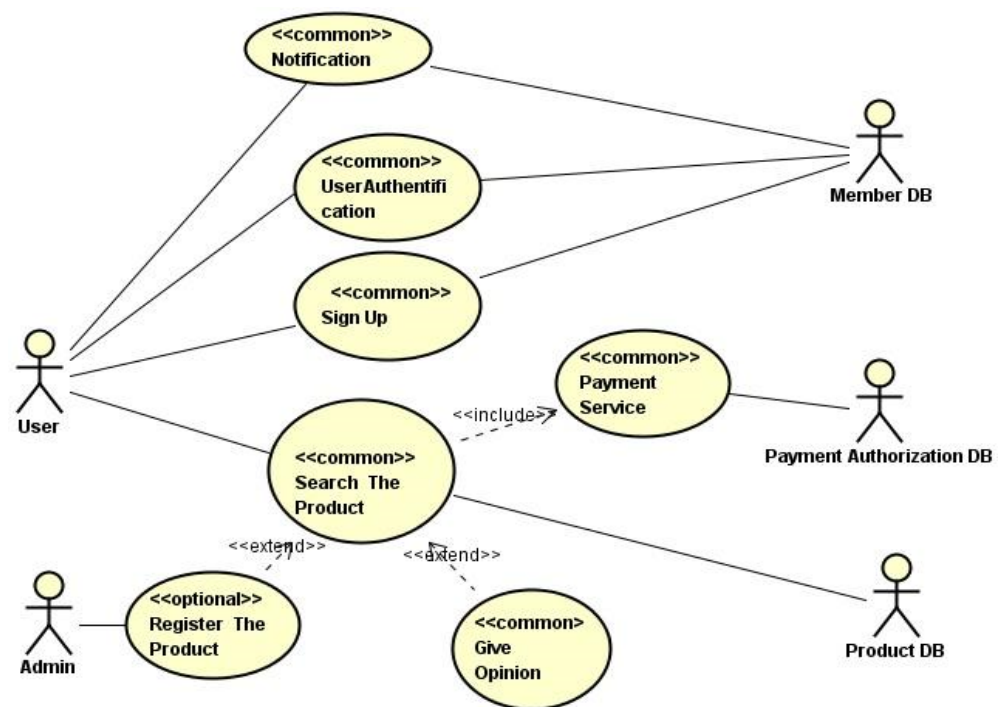 <<common>>
Notification
<<common>>
UserAuthentifi
cation
Member DB
<<common>>
Sign Up
User
<<common>>
Payment
Service
<<include>>
Payment Authorization DB
<<common>>
Search The
Product
<<extend>>
<<extend>>
<<optional>>
Register The
Product
Admin
<<common>
Give
Opinion
Product DB